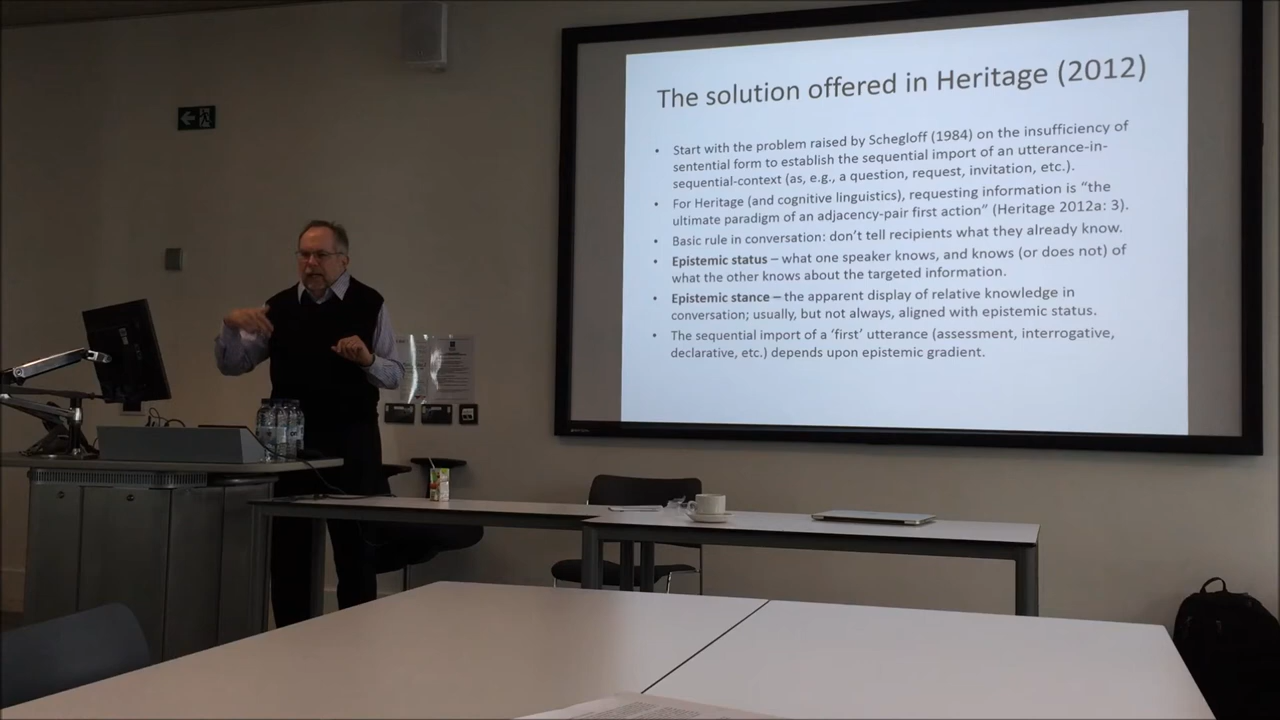 The solution offered in Heritage (2012)
• Start with the problem raised by Schegloff (1984) on the insufficiency of
sentential form to establish the sequential import of an utterance-in-
sequential-context (as, e.g., a question, request, invitation, etc.).
• For Heritage (and cognitive linguistics), requesting information is “the
ultimate paradigm of an adjacency-pair first action” (Heritage 2012a: 3).
• Basic rule in conversation: don’t tell recipients what they already know.
• Epistemic status – what one speaker knows, and knows (or does not) of
what the other knows about the targeted information.
• Epistemic stance – the apparent display of relative knowledge in
conversation; usually, but not always, aligned with epistemic status.
• The sequential import of a ‘first’ utterance (assessment, interrogative,
declarative, etc.) depends upon epistemic gradient.